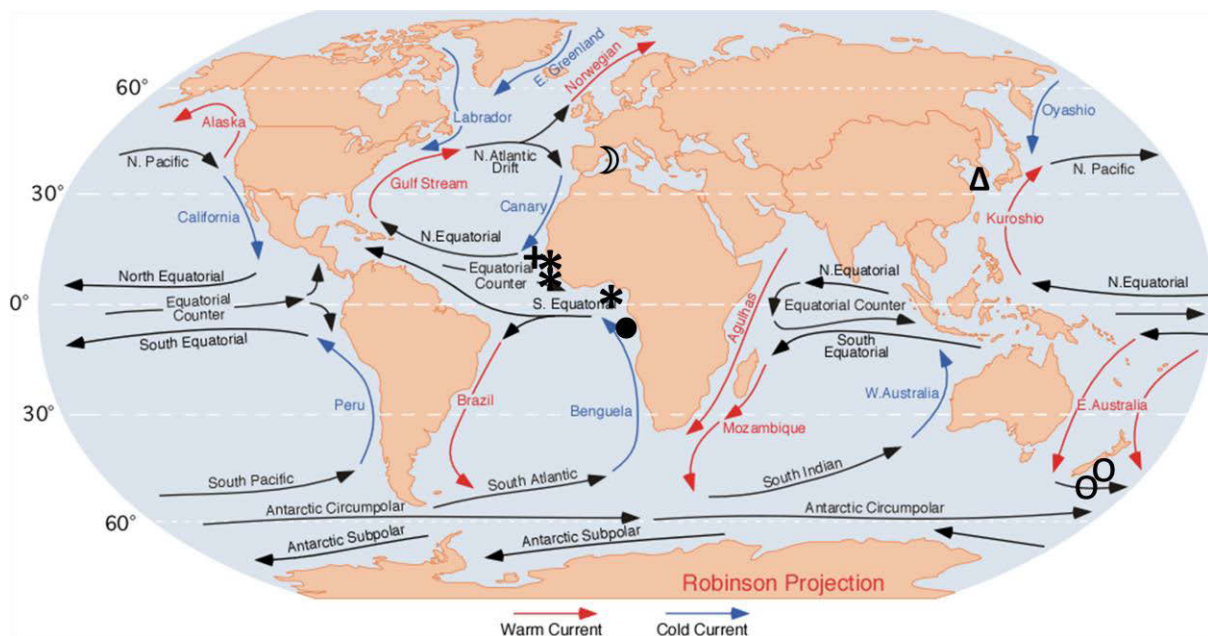 60°
30°
0°
30°
60°
Alaska
N. Pacific
California
North Equatorial
Equatorial
Counter
South Equatorial
Peru
South Pacific
Antarctic Circumpolar
Antarctic Subpolar
Labrador
E. Greenland
Norwegian
N. Atlantic
Drift
Gulf Stream
Canary
N.Equatorial
Equatorial
Counter
S. Equatorial
Brazil
Benguela
South Atlantic
Antarctic Subpolar
Agulhas
Mozambique
N.Equatorial
Equatorial Counter
South
Equatorial
W.Australia
South Indian
Antarctic Circumpolar
Oyashio
N. Pacific
Kuroshio
N.Equatorial
E.Australia
Robinson Projection
Warm Current
Cold Current